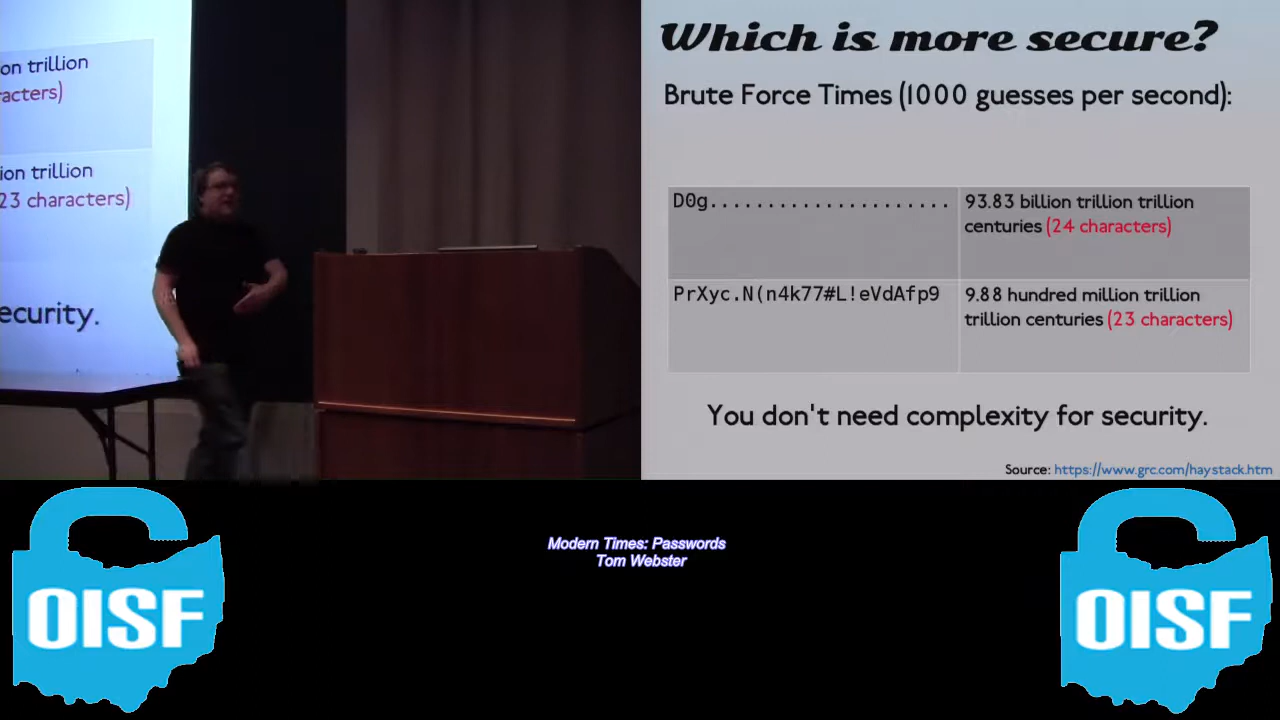 on trillion
racters)
ion trillion
23 characters)
ecurity.
Which is more secure?
Brute Force Times (1000 guesses per second):
D0g.....................
93.83 billion trillion trillion
centuries (24 characters)
PrXyc.N(n4k77#L!eVdAfp9
9.88 hundred million trillion
trillion centuries (23 characters)
You don't need complexity for security.
Source: https://www.grc.com/haystack.htm
Modern Times: Passwords
Tom Webster
OISF
OISF